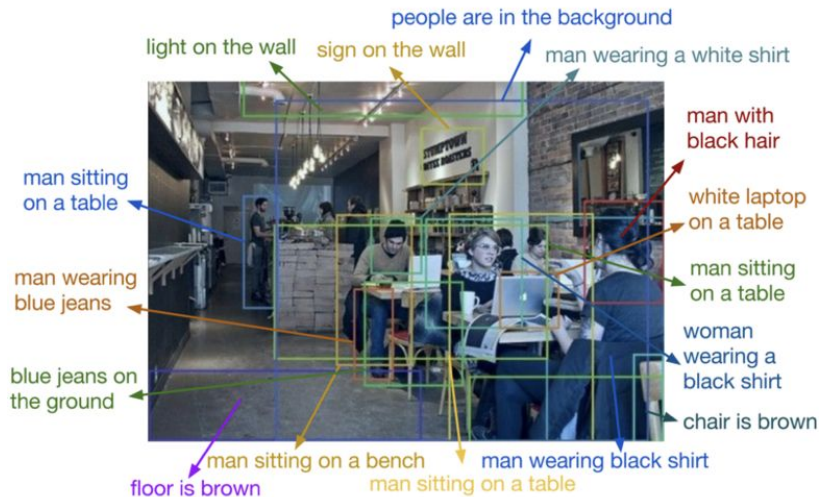 people are in the background
light on the wall
sign on the wall
man wearing a white shirt
man with
black hair
STUMPTOWN
COFFEE ROASTERS
man sitting
on a table
white laptop
on a table
man wearing
blue jeans
man sitting
on a table
woman
wearing a
black shirt
blue jeans on
the ground
chair is brown
man sitting on a bench
man wearing black shirt
floor is brown
man sitting on a table